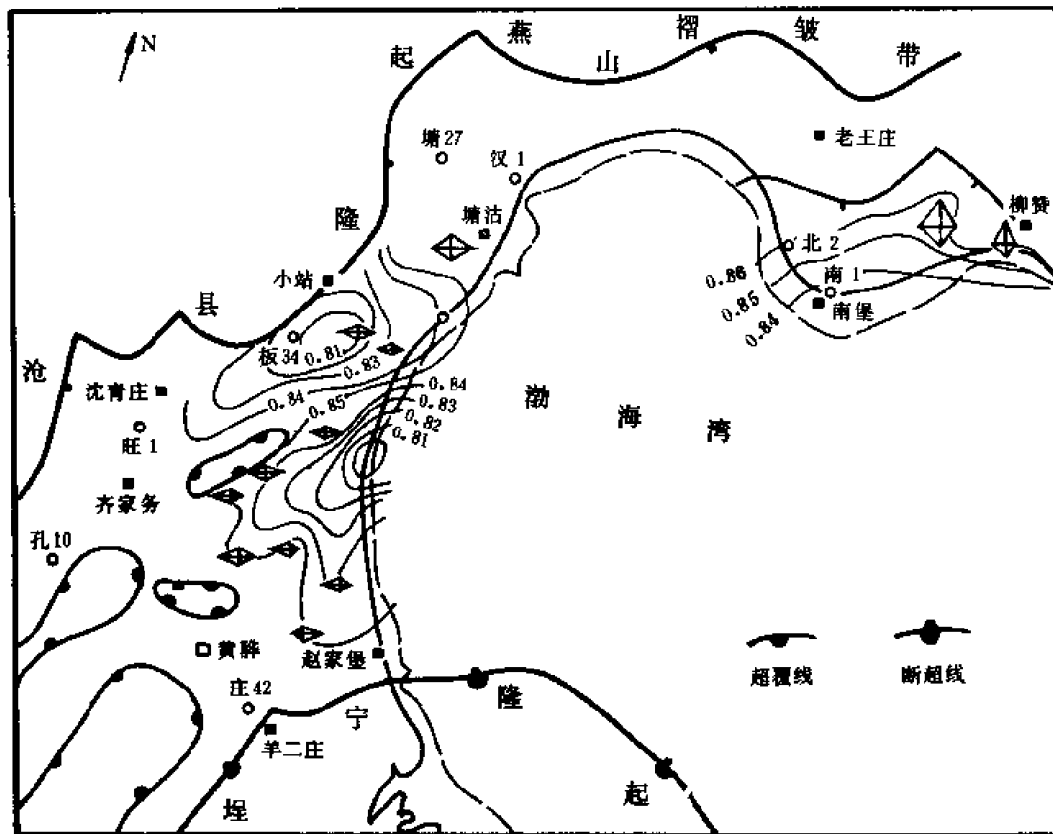 N
起 燕 山 褶 皱 带
塘27
汉1
老王庄
隆
塘沽
柳赞
北2
小站
0.86
南1
县
0.85
南堡
0.84
板34
0.81
沧
0.83
沈青庄
0.84
0.85
0.84
0.83
0.82
0.81
渤海湾
旺1
齐家务
孔10
黄骅
赵家堡
超覆线
断超线
庄42
宁
隆
羊二庄
埕
起